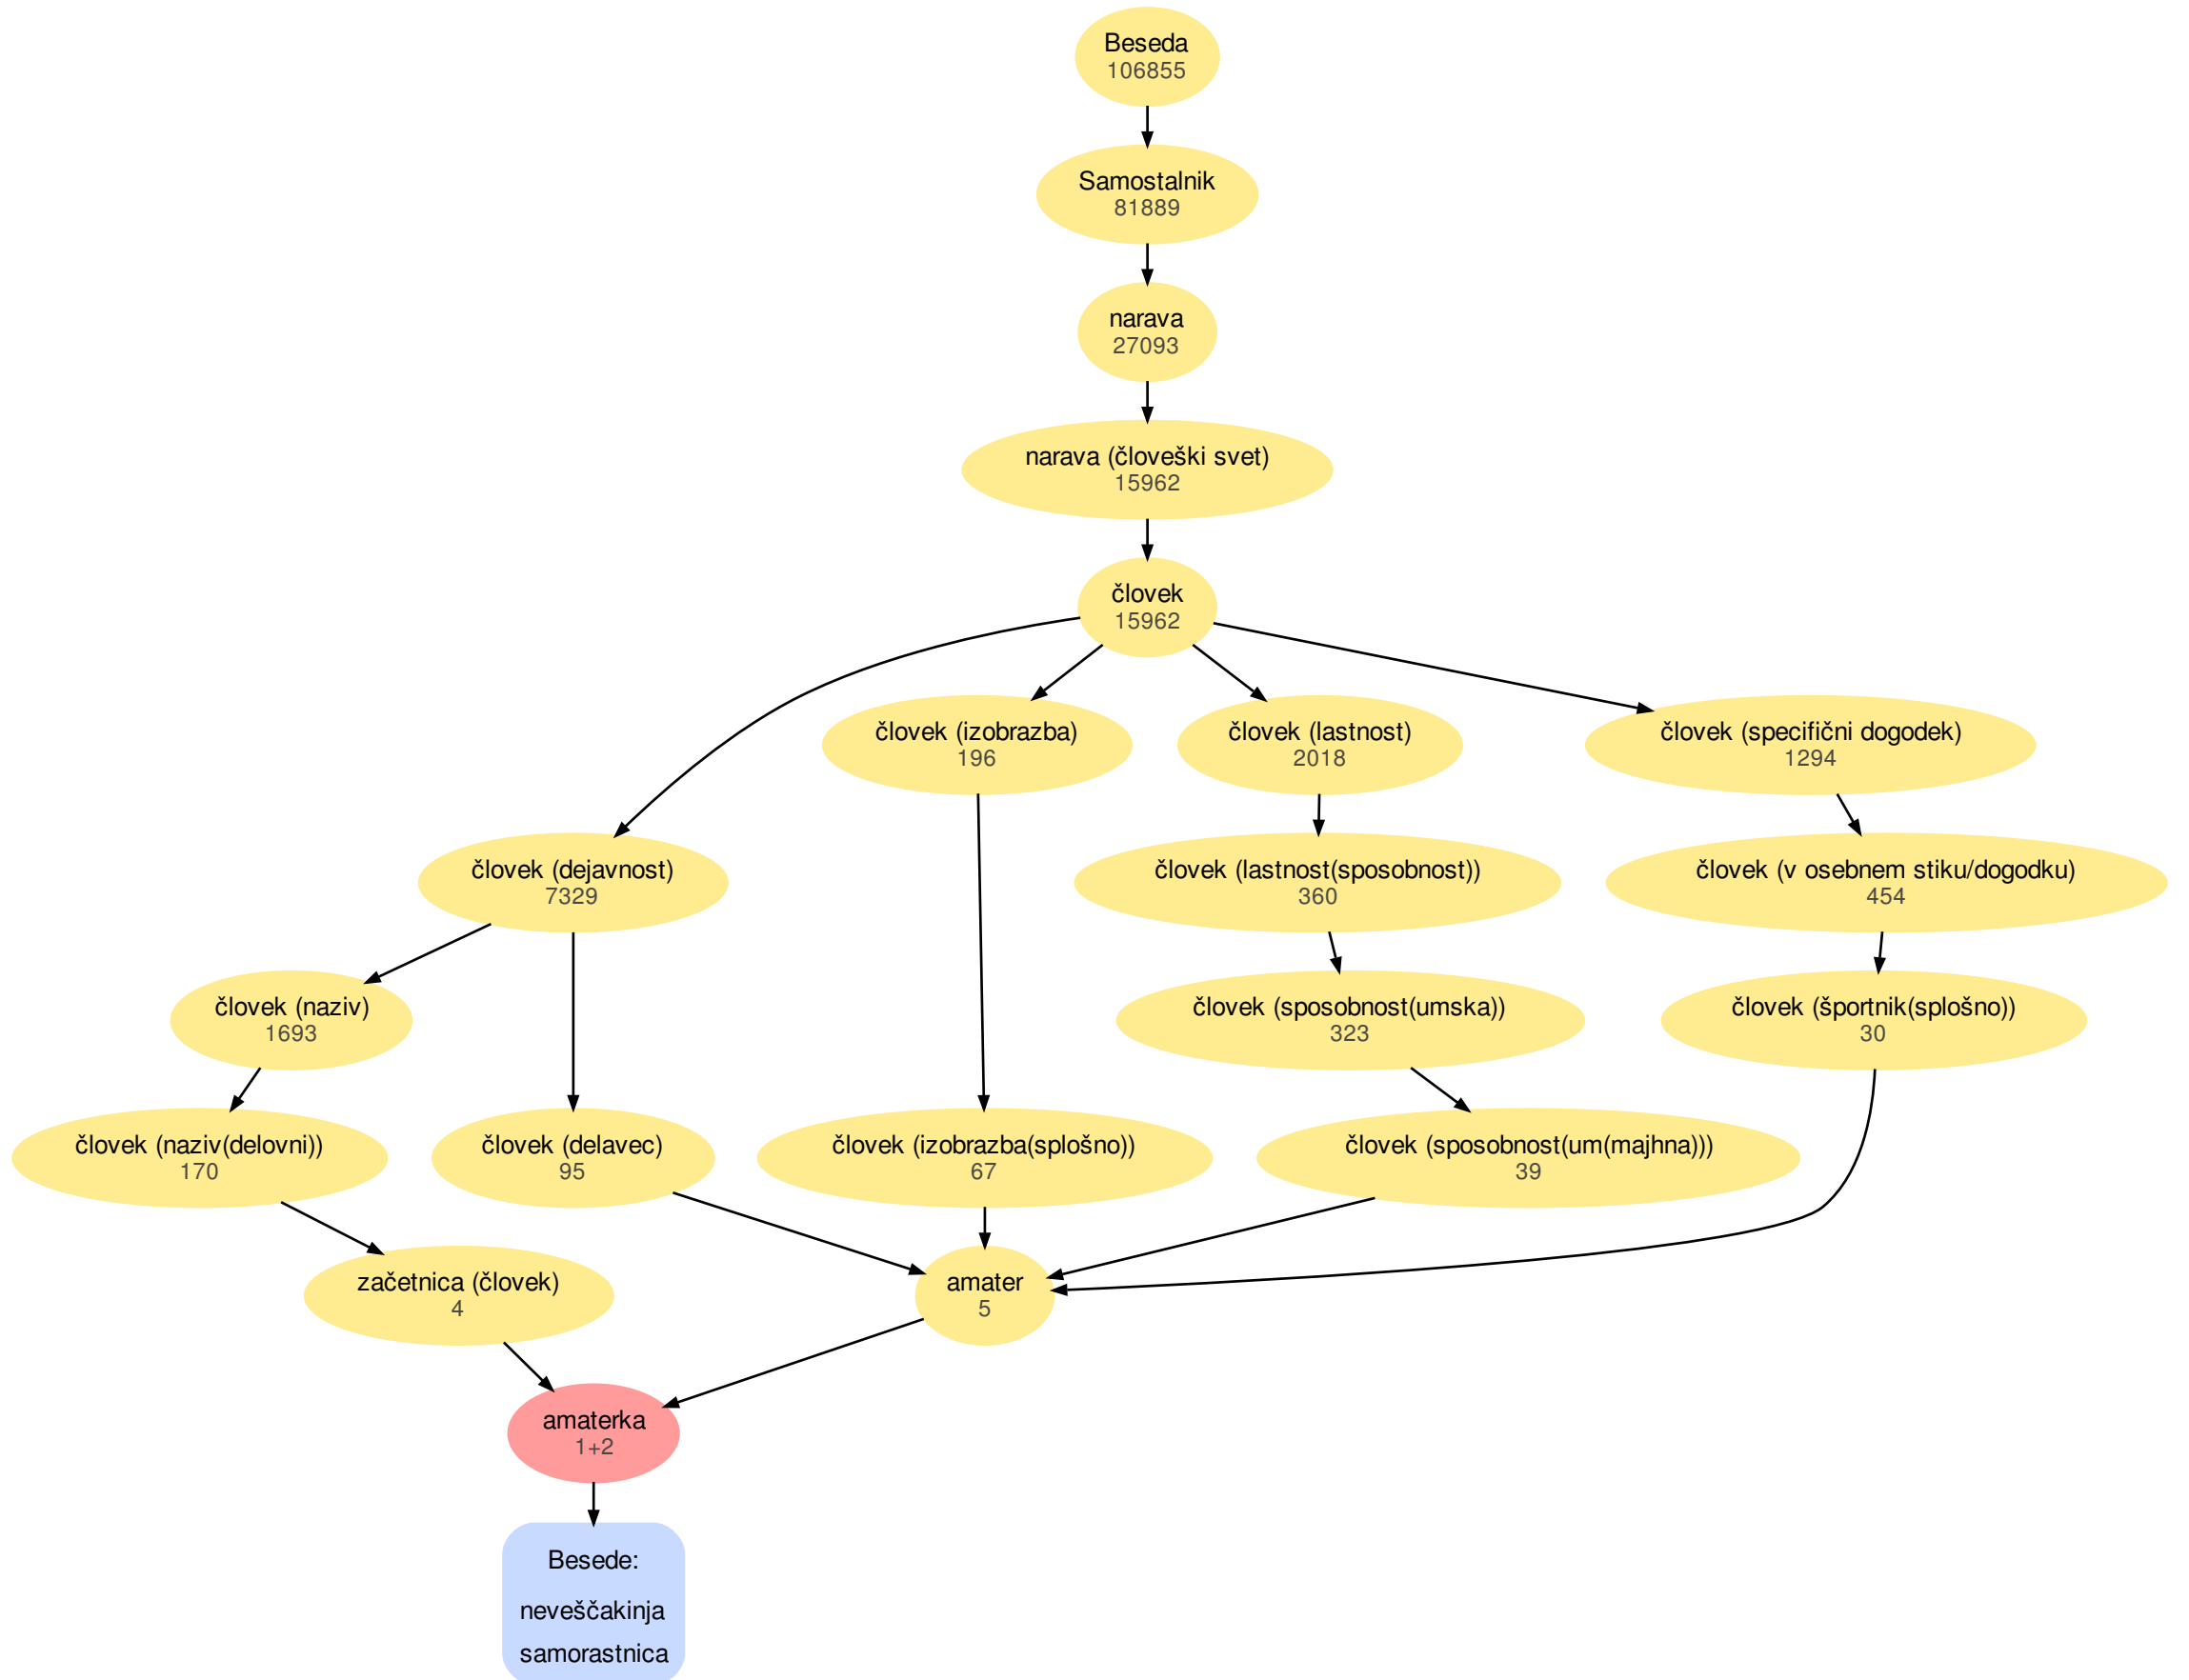 Beseda
106855
Samostalnik
81889
narava
27093
narava (človeški svet)
15962
človek
15962
človek (izobrazba)
196
človek (lastnost)
2018
človek (specifični dogodek)
1294
človek (dejavnost)
7329
človek (lastnost(sposobnost))
360
človek (v osebnem stiku/dogodku)
454
človek (naziv)
1693
človek (sposobnost(umska))
323
človek (športnik(splošno))
30
človek (naziv(delovni))
170
človek (delavec)
95
človek (izobrazba(splošno))
67
človek (sposobnost(um(majhna)))
39
začetnica (človek)
4
amater
5
amaterka
1+2
Besede:
neveščakinja
samorastnica